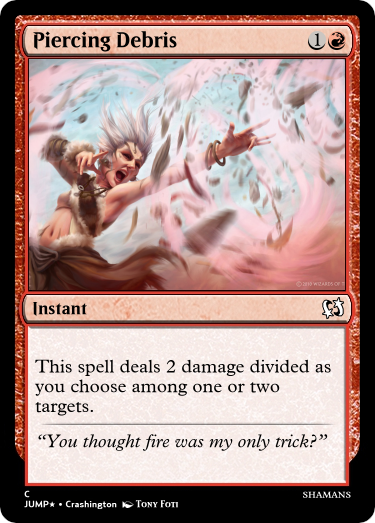 Piercing Debris 1
Instant
This spell deals 2 damage divided as
you choose among one or two
targets.
“You thought fire was my only trick?”
C
JUMP★ • Crashington Tony Foti
SHAMANS